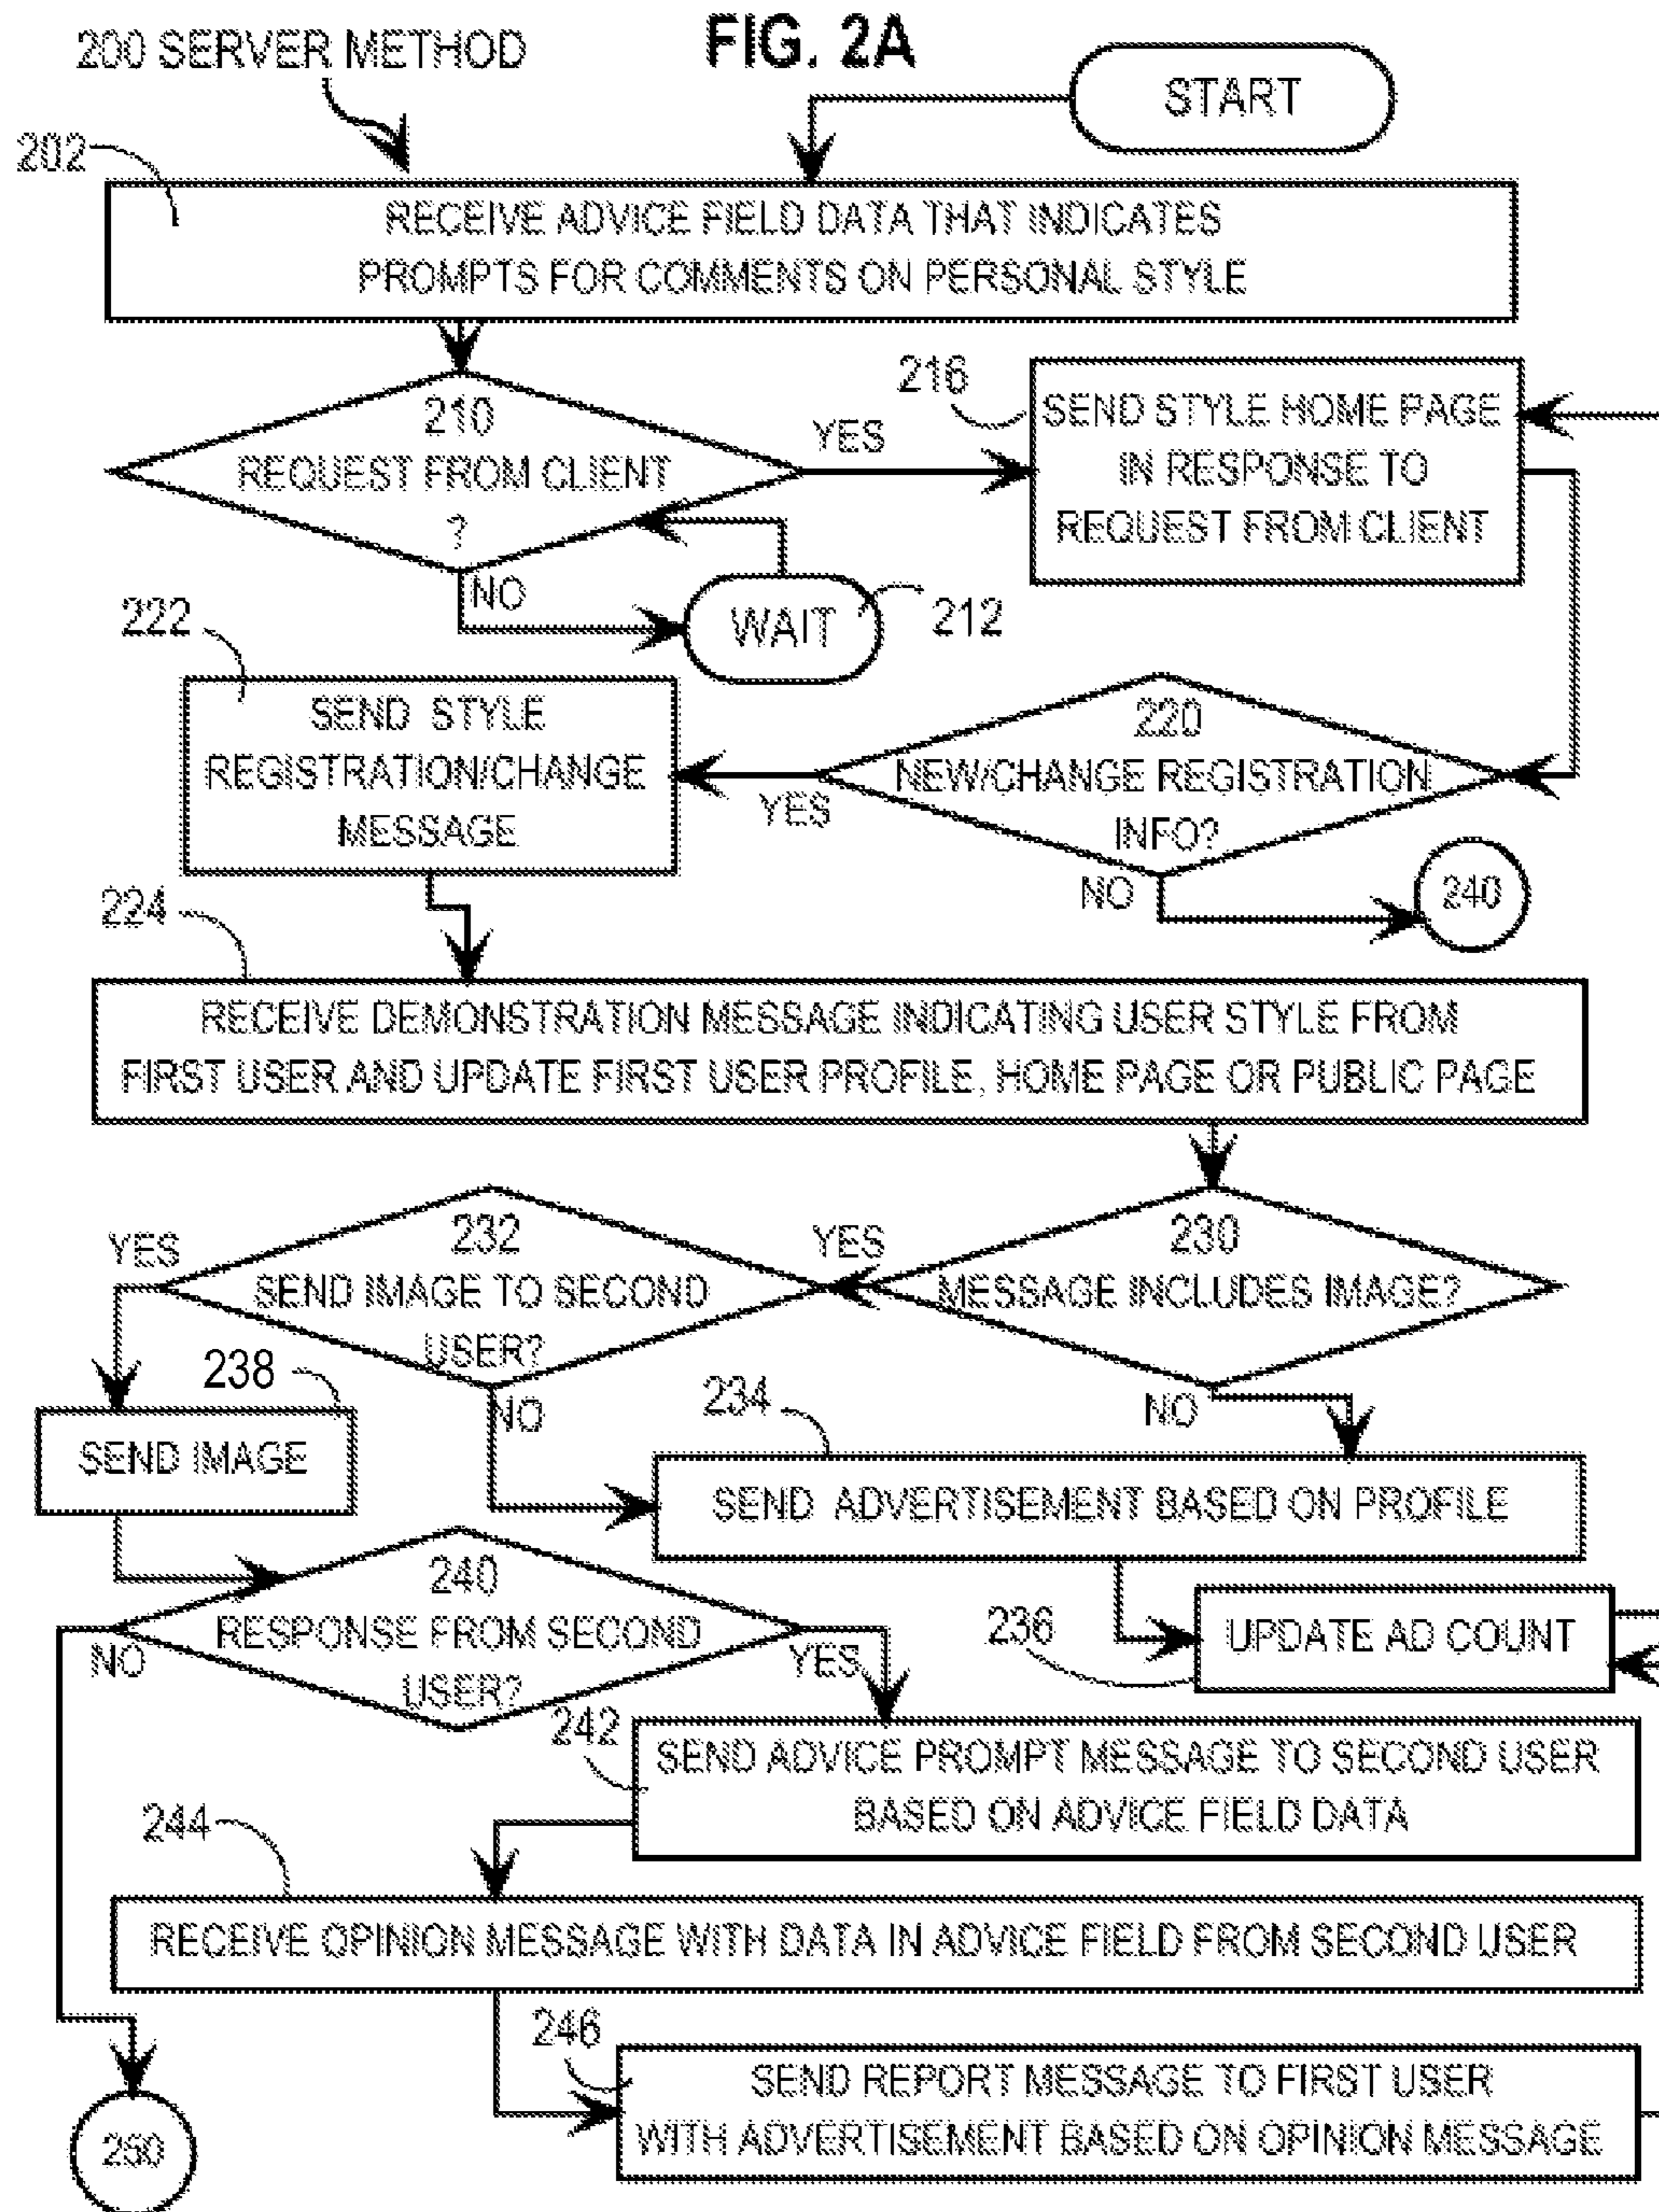 FIG. 2A
200 SERVER METHOD
START
202
RECEIVE ADVICE FIELD DATA THAT INDICATES
PROMPTS FOR COMMENTS ON PERSONAL STYLE
210
REQUEST FROM CLIENT
?
YES
NO
WAIT
212
216
SEND STYLE HOME PAGE
IN RESPONSE TO
REQUEST FROM CLIENT
220
NEW/CHANGE REGISTRATION
INFO?
YES
NO
240
222
SEND STYLE
REGISTRATION/CHANGE
MESSAGE
224
RECEIVE DEMONSTRATION MESSAGE INDICATING USER STYLE FROM
FIRST USER AND UPDATE FIRST USER PROFILE, HOME PAGE OR PUBLIC PAGE
230
MESSAGE INCLUDES IMAGE?
YES
NO
232
SEND IMAGE TO SECOND
USER?
YES
NO
238
SEND IMAGE
234
SEND ADVERTISEMENT BASED ON PROFILE
236
UPDATE AD COUNT
240
RESPONSE FROM SECOND
USER?
NO
YES
242
SEND ADVICE PROMPT MESSAGE TO SECOND USER
BASED ON ADVICE FIELD DATA
244
RECEIVE OPINION MESSAGE WITH DATA IN ADVICE FIELD FROM SECOND USER
246
SEND REPORT MESSAGE TO FIRST USER
WITH ADVERTISEMENT BASED ON OPINION MESSAGE
250